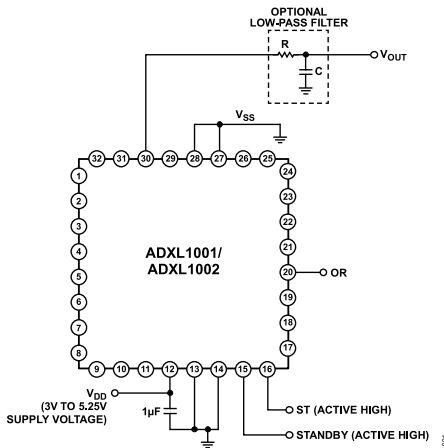 OPTIONAL
LOW-PASS FILTER
R
C
VOUT
VSS
32 31 30 29 28 27 26 25
1
2
3
4
5
6
7
8
24
23
22
21
20
19
18
17
ADXL1001/
ADXL1002
OR
9 10 11 12 13 14 15 16
VDD
(3V TO 5.25V
SUPPLY VOLTAGE)
1µF
ST (ACTIVE HIGH)
STANDBY (ACTIVE HIGH)